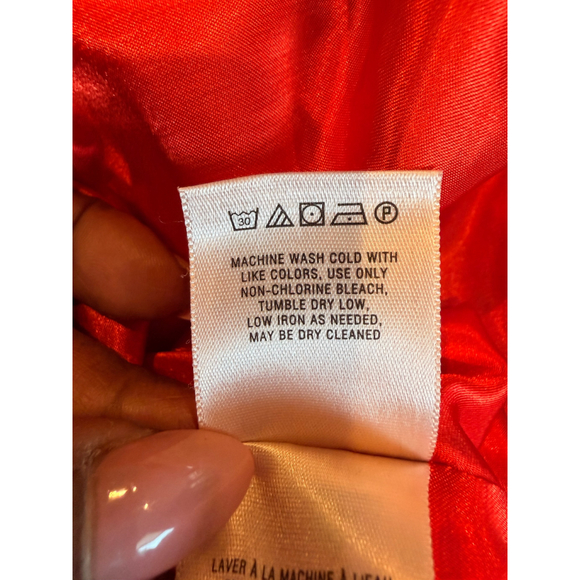 30 P
MACHINE WASH COLD WITH
LIKE COLORS, USE ONLY
NON-CHLORINE BLEACH,
TUMBLE DRY LOW,
LOW IRON AS NEEDED,
MAY BE DRY CLEANED
LAVER À LA MACHINE À L'EAU